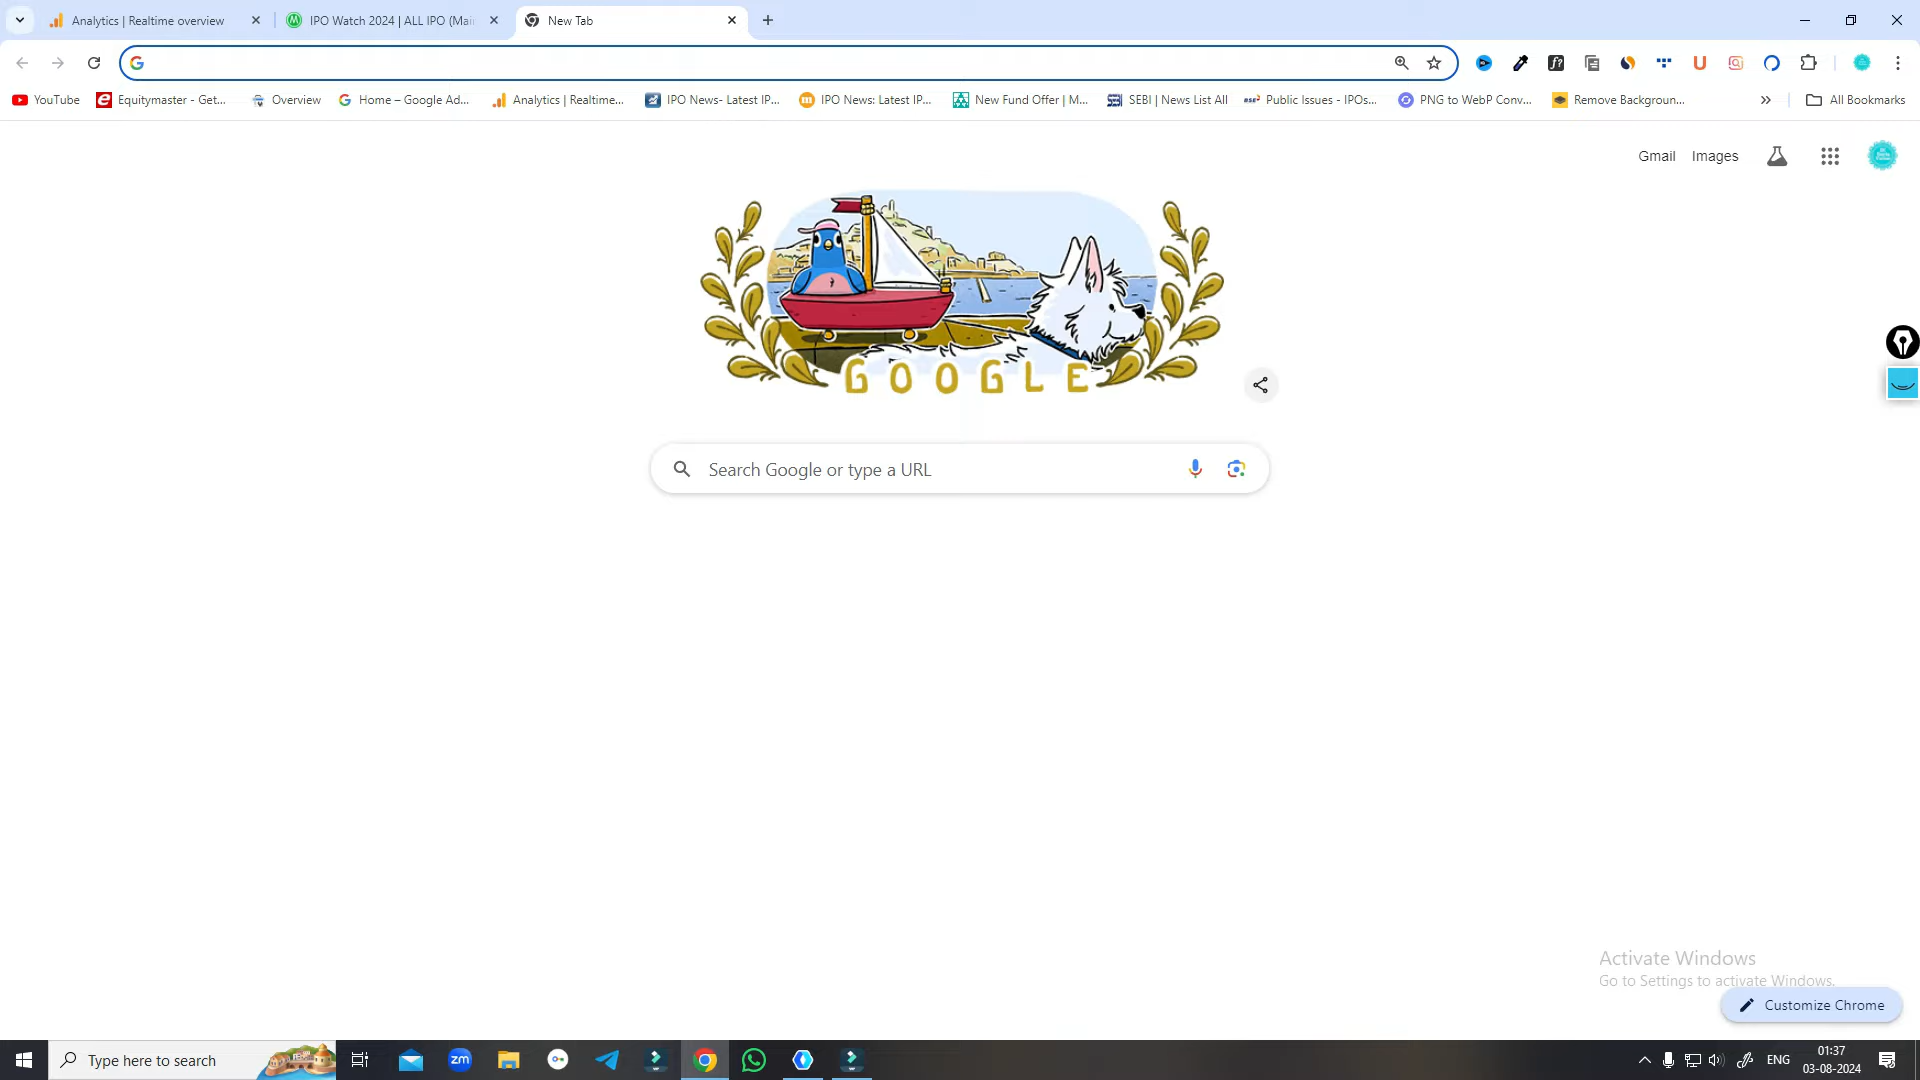 Analytics | Realtime overview
IPO Watch 2024 | ALL IPO (Mai
New Tab
YouTube
Equitymaster - Get...
Overview
Home – Google Ad...
Analytics | Realtime...
IPO News- Latest IP...
IPO News: Latest IP...
New Fund Offer | M...
SEBI | News List All
Public Issues - IPOs...
PNG to WebP Conv...
Remove Backgroun...
All Bookmarks
Gmail
Images
GOOGLE
Search Google or type a URL
Activate Windows
Go to Settings to activate Windows.
Customize Chrome
Type here to search
zm
ENG
01:37
03-08-2024